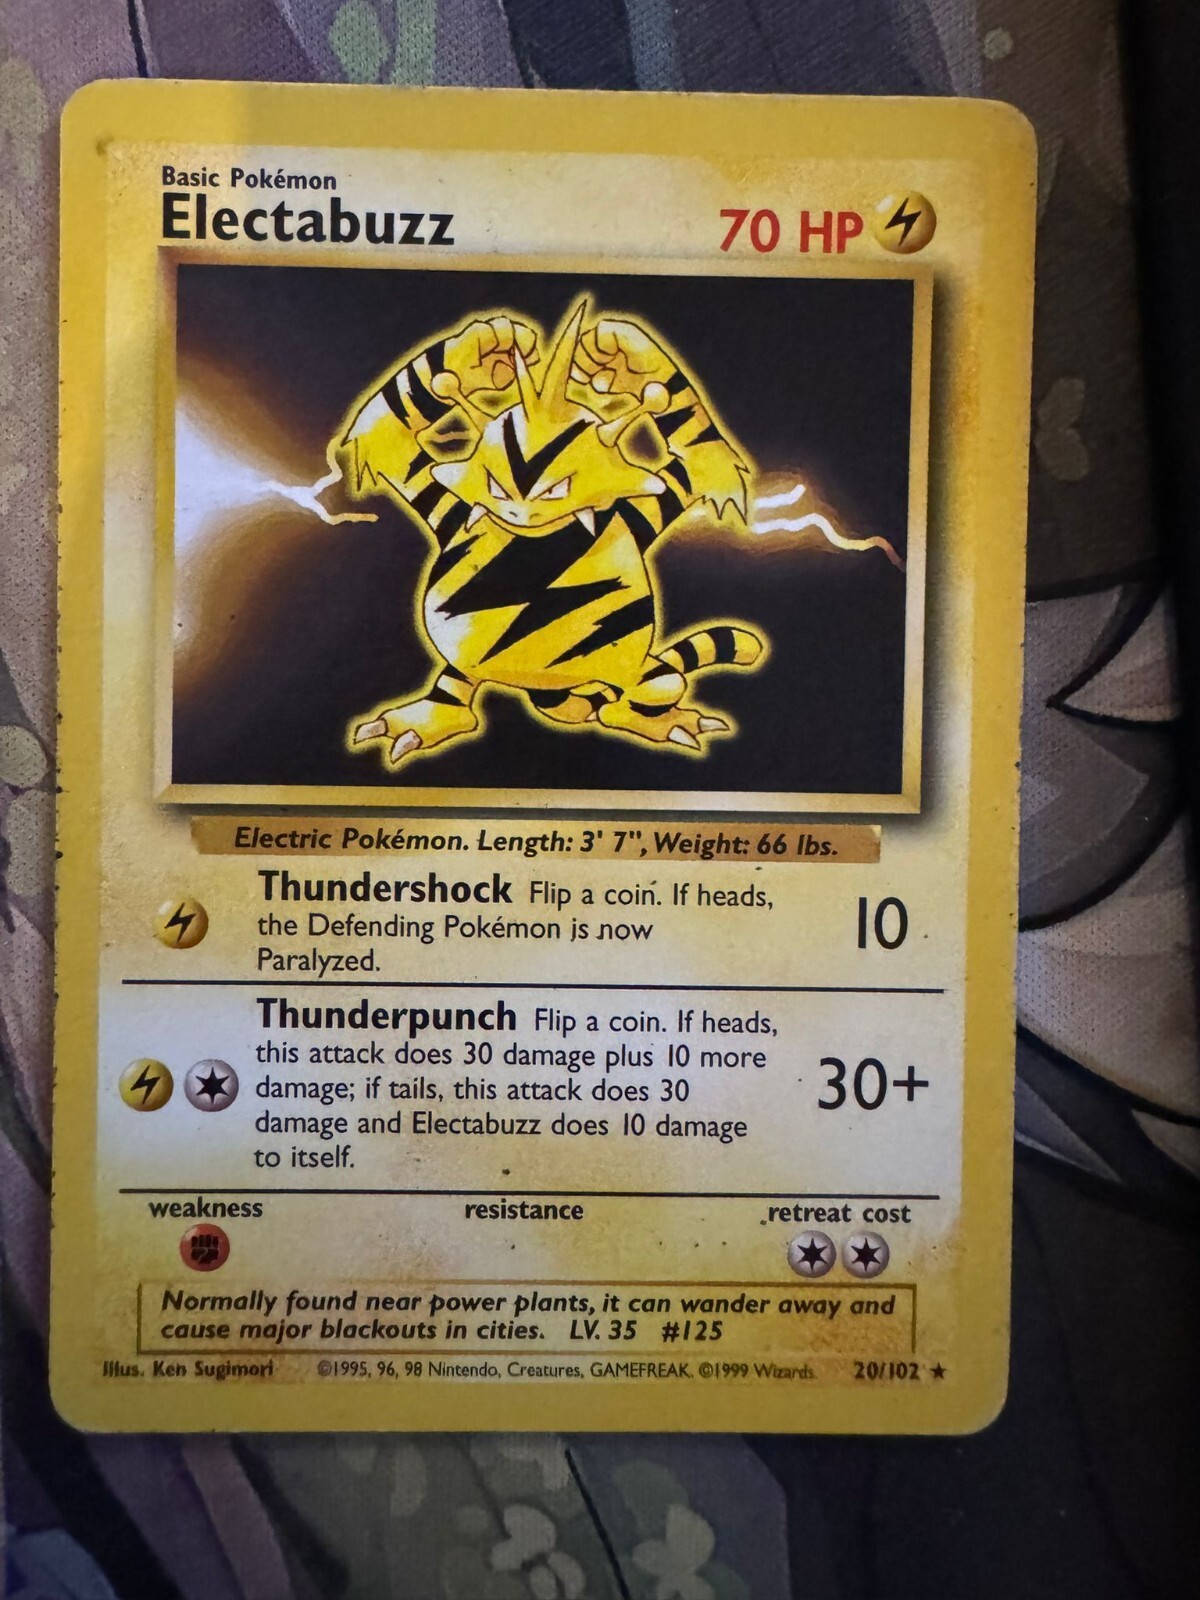 Basic Pokémon
Electabuzz
70 HP
Electric Pokémon. Length: 3' 7", Weight: 66 lbs.
Thundershock Flip a coin. If heads,
the Defending Pokémon is now
Paralyzed.
10
Thunderpunch Flip a coin. If heads,
this attack does 30 damage plus 10 more
damage; if tails, this attack does 30
damage and Electabuzz does 10 damage
to itself.
30+
weakness resistance retreat cost
Normally found near power plants, it can wander away and
cause major blackouts in cities. LV. 35 #125
Illus. Ken Sugimori ©1995, 96, 98 Nintendo, Creatures, GAMEFREAK. ©1999 Wizards. 20/102 ★